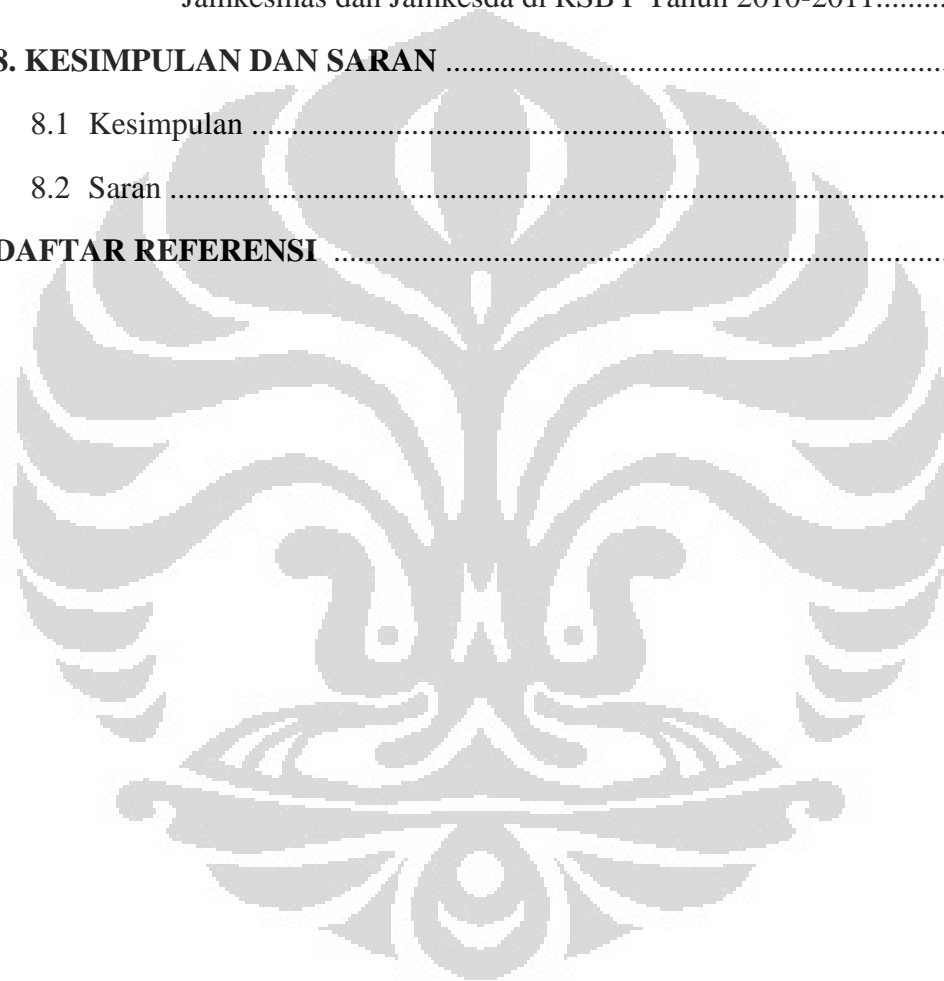 Jamkesmas dan Jamkesda di RSBT Tahun 2010-2011..........
8. KESIMPULAN DAN SARAN ................................................................
8.1 Kesimpulan ............................................................................................
8.2 Saran .......................................................................................................
DAFTAR REFERENSI ..............................................................................